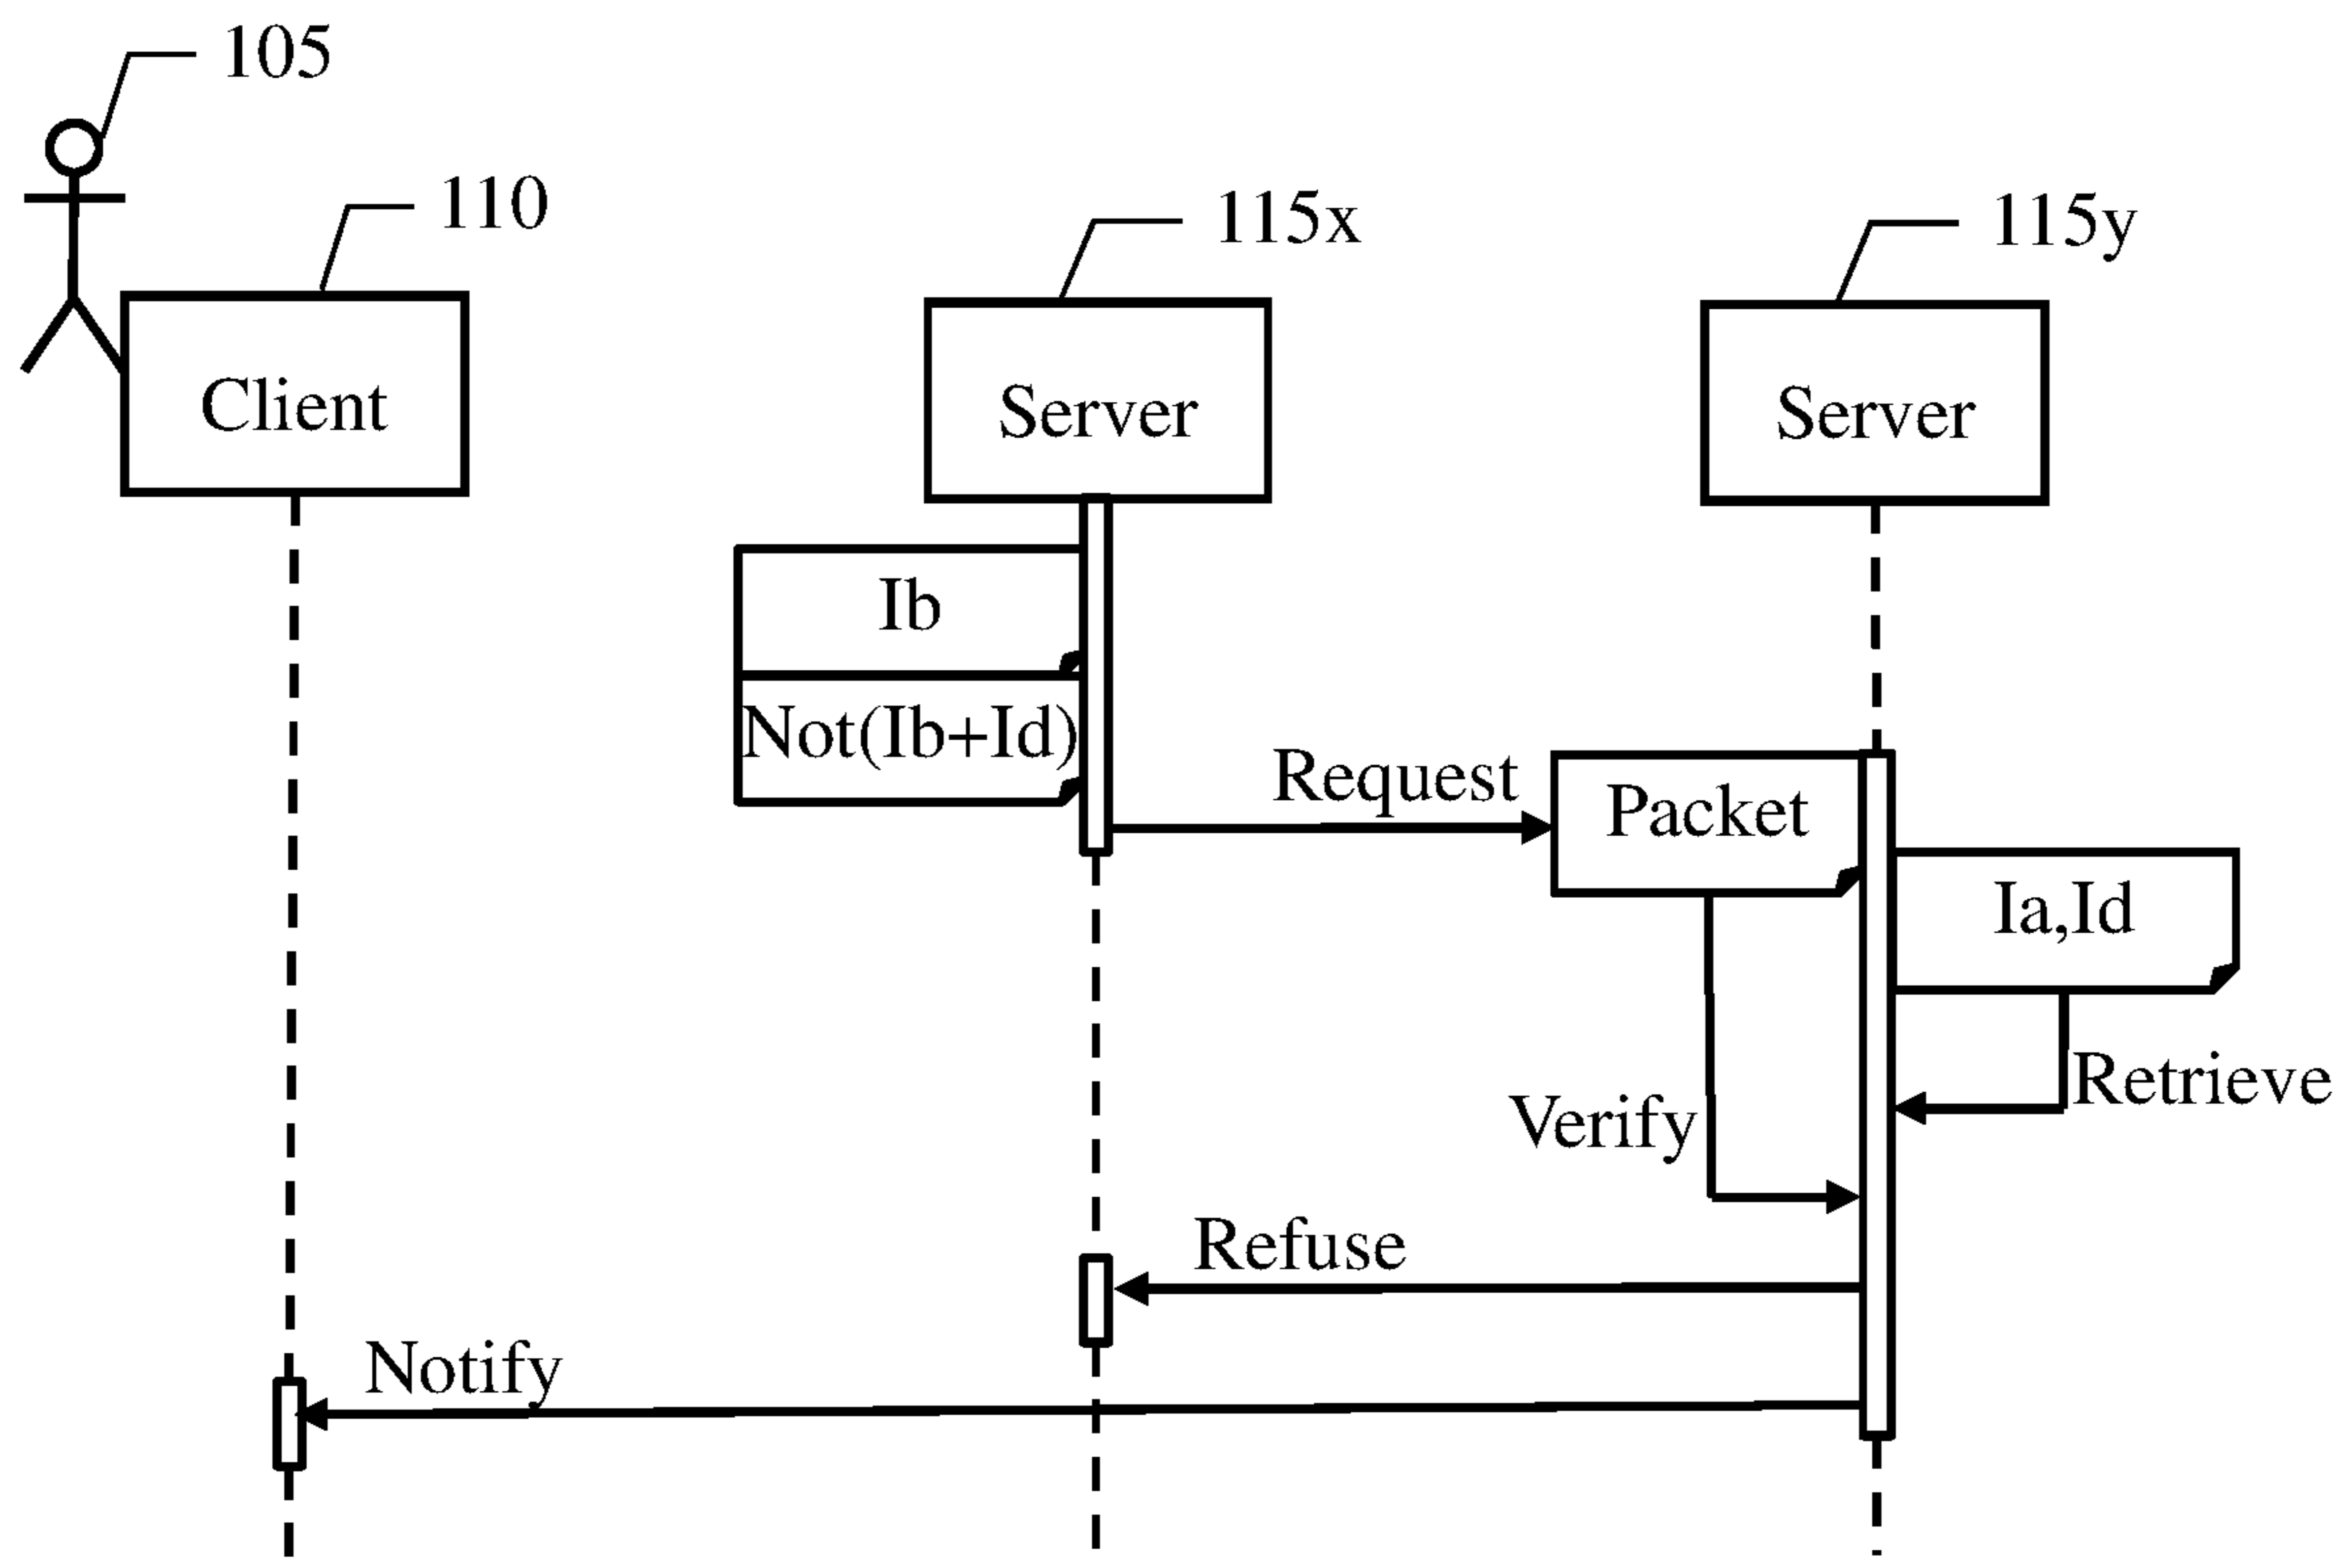 105
110
115x
115y
Client
Server
Server
Ib
Not(Ib+Id)
Request
Packet
Ia,Id
Retrieve
Verify
Refuse
Notify